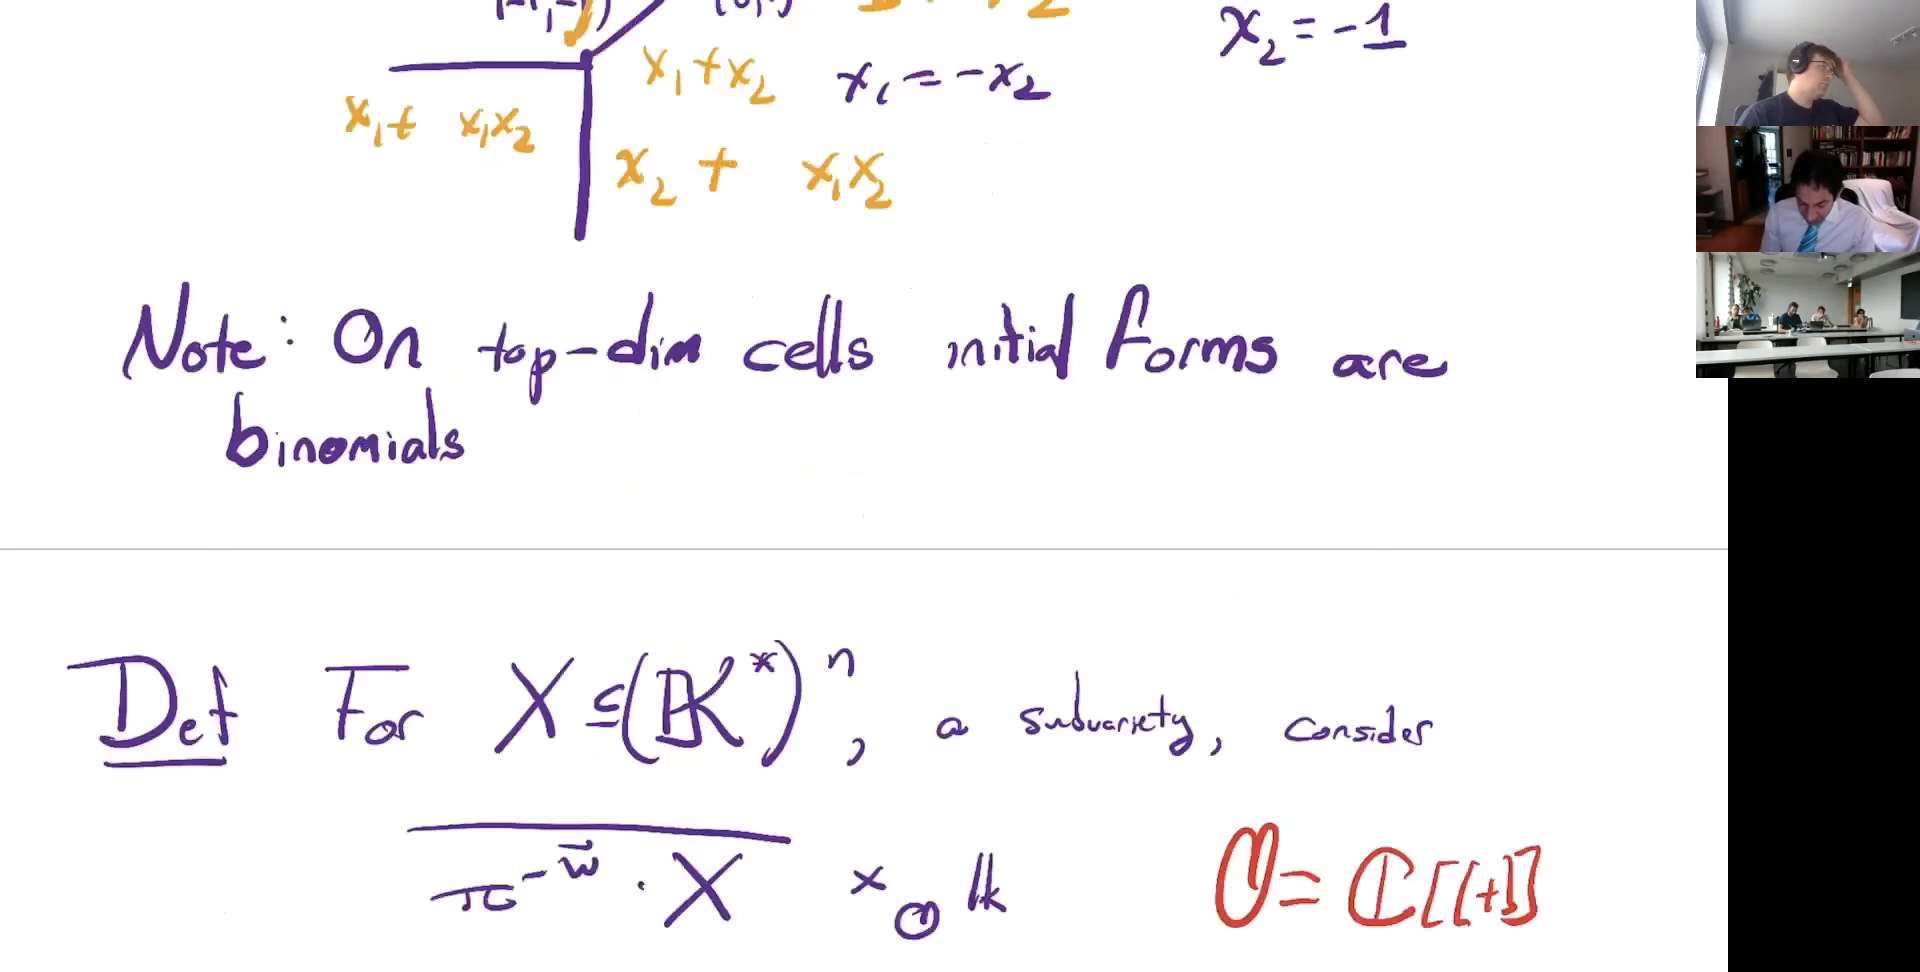 x₂ = -1
x₁ + x₂ x₁ = -x₂
x₁ + x₁x₂
x₂ + x₁x₂
Note: On top-dim cells initial forms are
binomials
Def For X ⊆ (𝕂*)ⁿ, a subvariety, consider
π^{-w⃗} · X ×_𝒪 𝕜 𝒪 = ℂ[[t]]